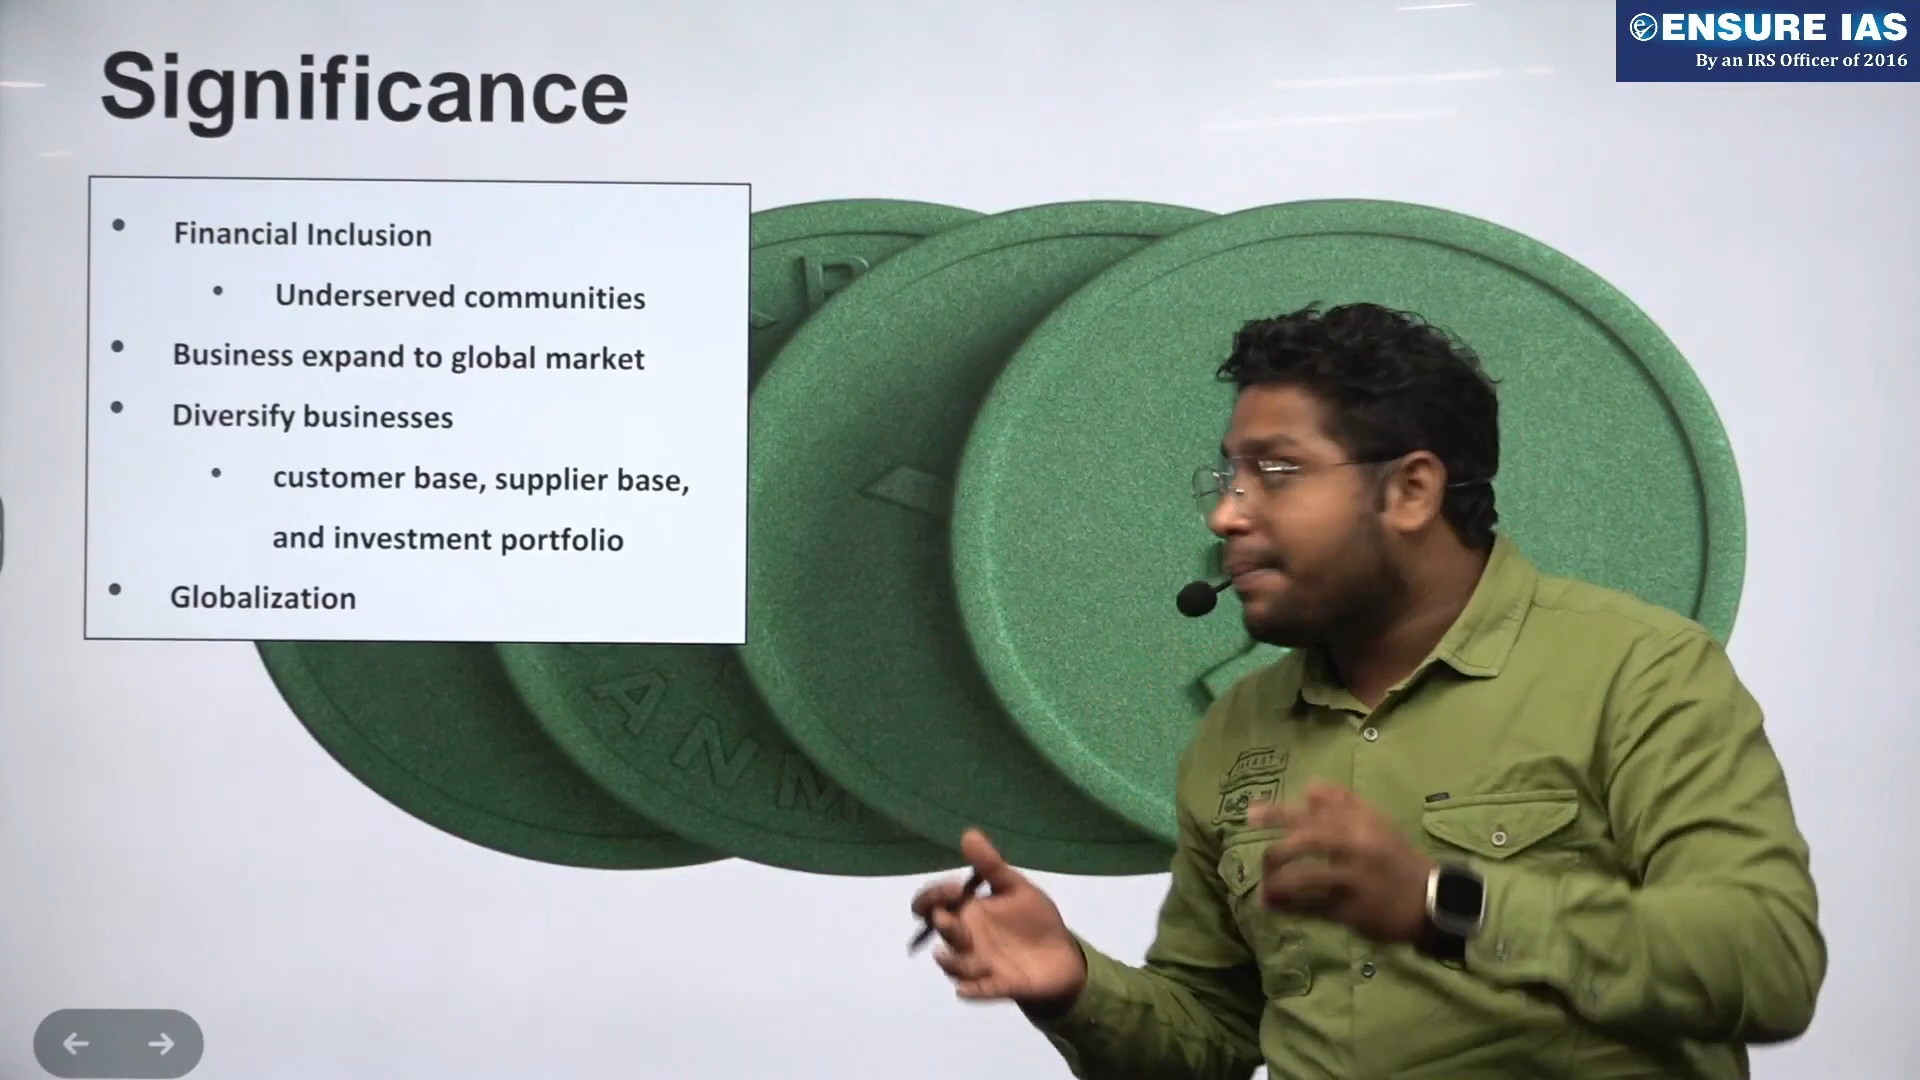 ENSURE IAS
By an IRS Officer of 2016
Significance
• Financial Inclusion
• Underserved communities
• Business expand to global market
• Diversify businesses
• customer base, supplier base,
and investment portfolio
• Globalization
ANM